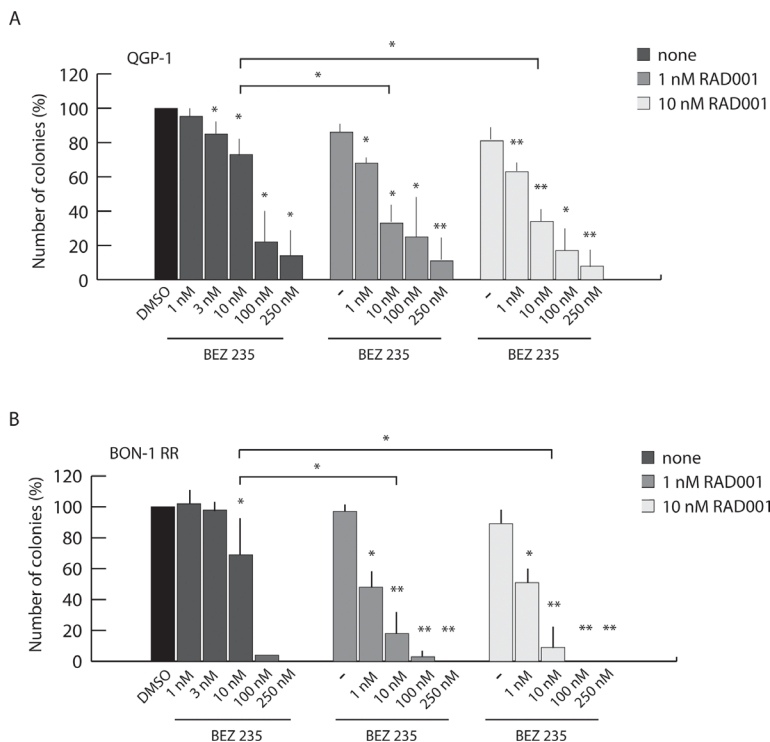 A
QGP-1
*
*
none
1 nM RAD001
10 nM RAD001
Number of colonies (%)
120
100
80
60
40
20
0
* * * *
* * * **
** ** * **
DMSO 1 nM 3 nM 10 nM 100 nM 250 nM
- 1 nM 10 nM 100 nM 250 nM
- 1 nM 10 nM 100 nM 250 nM
BEZ 235 BEZ 235 BEZ 235
B
BON-1 RR
*
*
none
1 nM RAD001
10 nM RAD001
Number of colonies (%)
120
100
80
60
40
20
0
*
* ** ** **
* ** ** **
DMSO 1 nM 3 nM 10 nM 100 nM 250 nM
- 1 nM 10 nM 100 nM 250 nM
- 1 nM 10 nM 100 nM 250 nM
BEZ 235 BEZ 235 BEZ 235